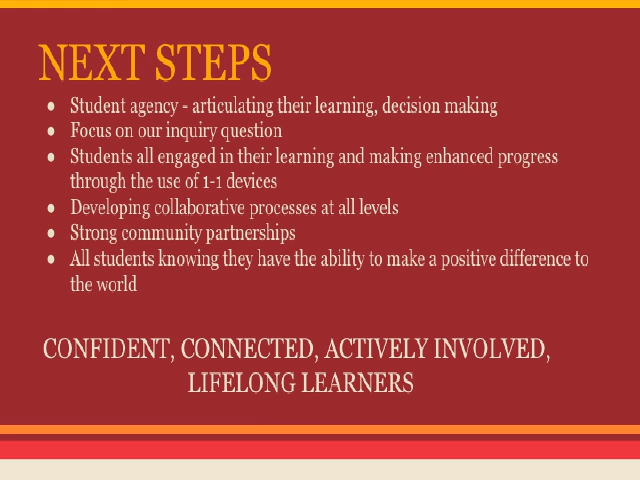 NEXT STEPS
● Student agency - articulating their learning, decision making
● Focus on our inquiry question
● Students all engaged in their learning and making enhanced progress
through the use of 1-1 devices
● Developing collaborative processes at all levels
● Strong community partnerships
● All students knowing they have the ability to make a positive difference to
the world
CONFIDENT, CONNECTED, ACTIVELY INVOLVED,
LIFELONG LEARNERS